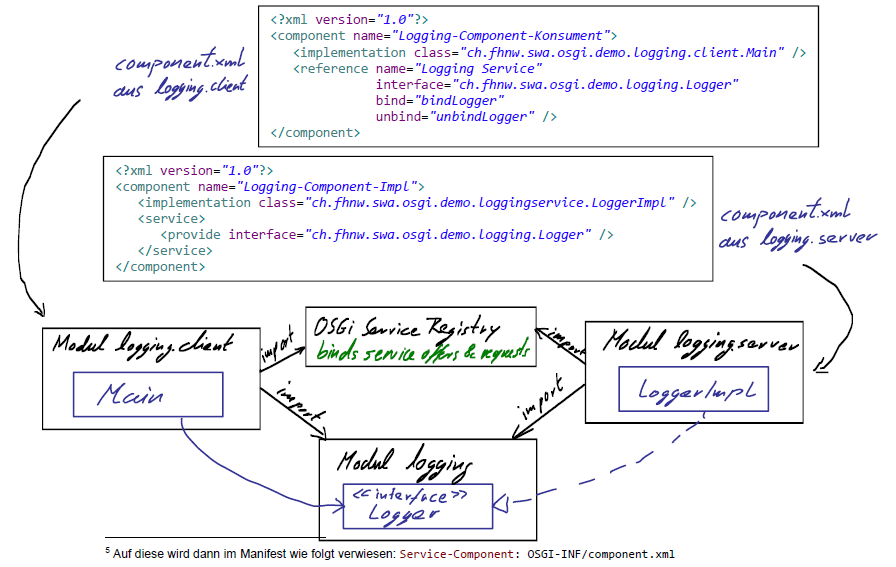 <?xml version="1.0"?>
<component name="Logging-Component-Konsument">
<implementation class="ch.fhnw.swa.osgi.demo.logging.client.Main" />
<reference name="Logging Service"
interface="ch.fhnw.swa.osgi.demo.logging.Logger"
bind="bindLogger"
unbind="unbindLogger" />
</component>
component.xml
aus logging.client
<?xml version="1.0"?>
<component name="Logging-Component-Impl">
<implementation class="ch.fhnw.swa.osgi.demo.loggingservice.LoggerImpl" />
<service>
<provide interface="ch.fhnw.swa.osgi.demo.logging.Logger" />
</service>
</component>
component.xml
aus logging.server
Modul logging.client
Main
import
import
OSGi Service Registry
binds service offers & requests
import
import
Modul logging.server
LoggerImpl
Modul logging
<<interface>>
Logger
5 Auf diese wird dann im Manifest wie folgt verwiesen: Service-Component: OSGI-INF/component.xml